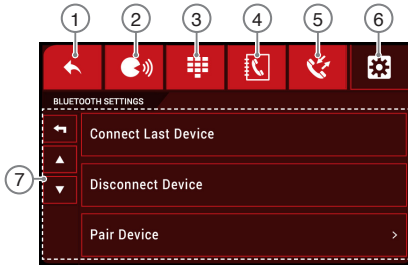 1 2 3 4 5 6
BLUETOOTH SETTINGS
Connect Last Device
7
Disconnect Device
Pair Device >